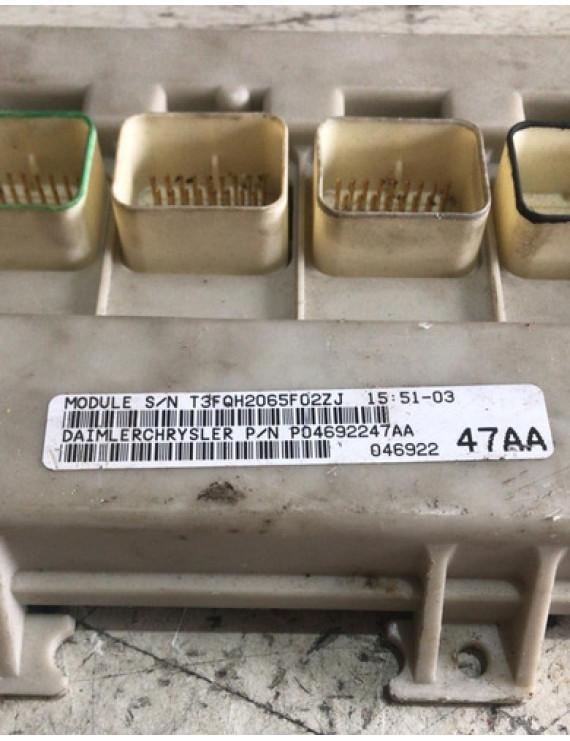 MODULE S/N T3FQH2065F02ZJ 15:51-03
DAIMLERCHRYSLER P/N P04692247AA
046922 47AA